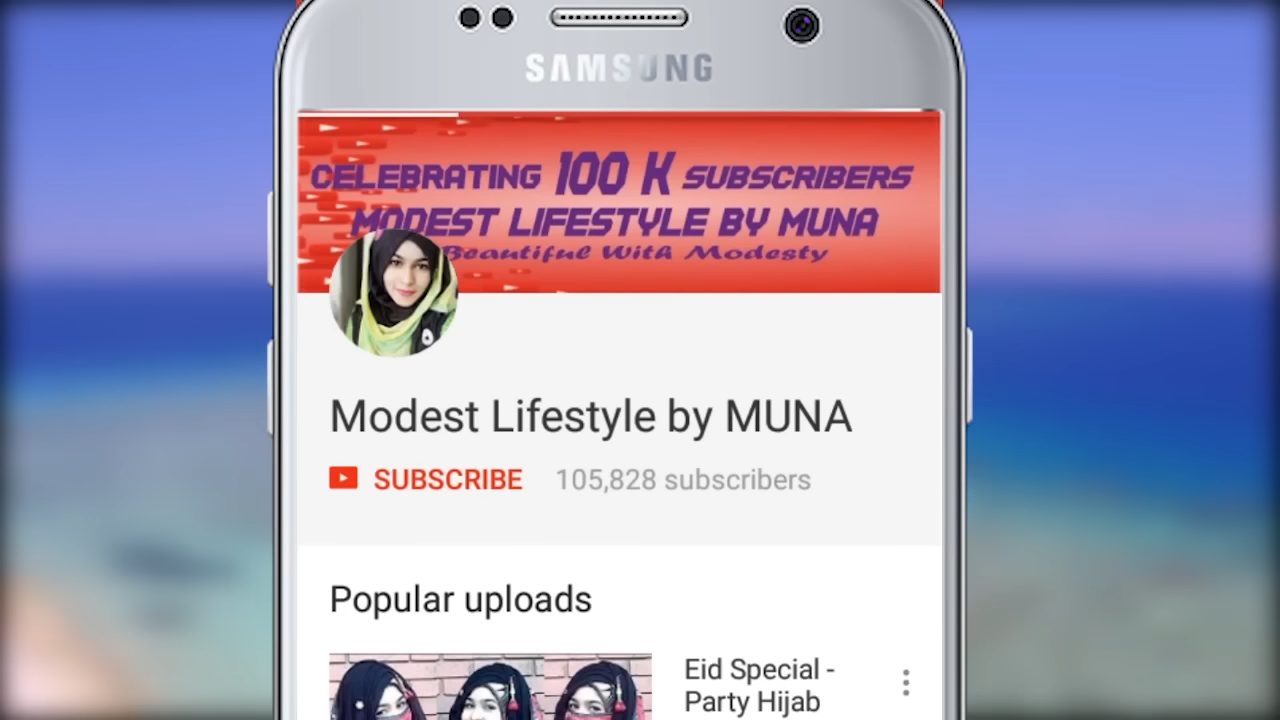 SAMSUNG
CELEBRATING 100 K SUBSCRIBERS
MODEST LIFESTYLE BY MUNA
Beautiful With Modesty
Modest Lifestyle by MUNA
SUBSCRIBE 105,828 subscribers
Popular uploads
Eid Special -
Party Hijab